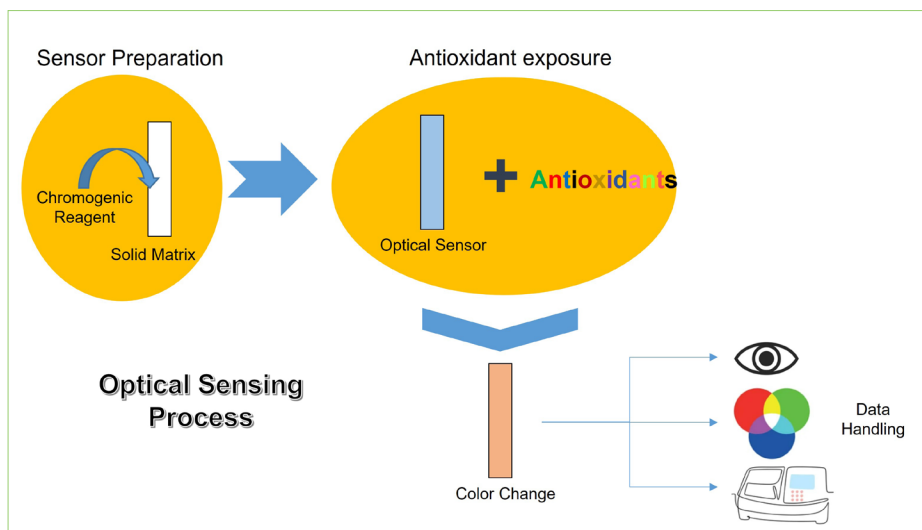 Sensor Preparation
Antioxidant exposure
Chromogenic
Reagent
Solid Matrix
Optical Sensor
Antioxidants
Optical Sensing
Process
Color Change
Data
Handling